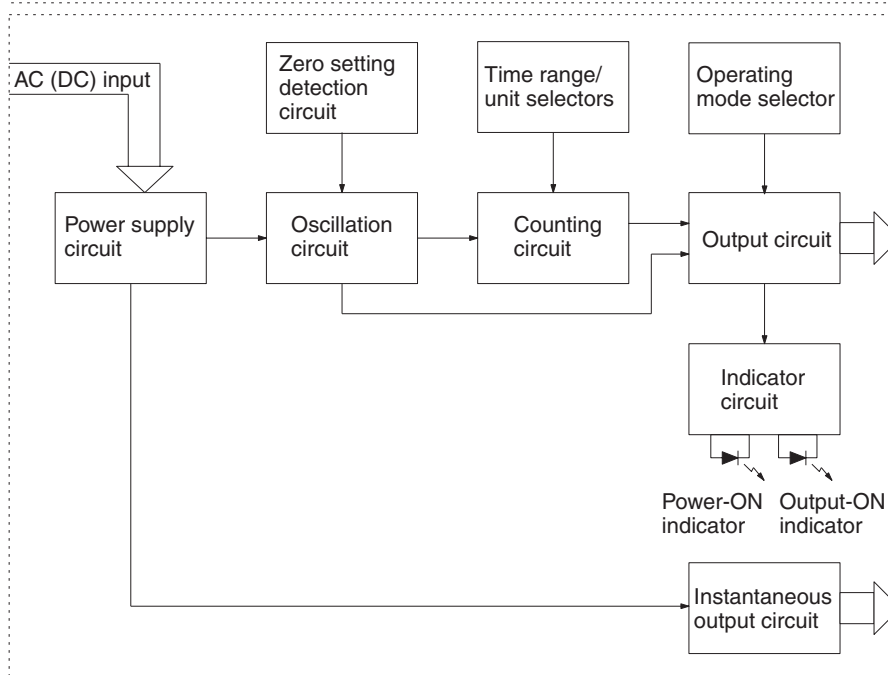 AC (DC) input
Zero setting
detection
circuit
Time range/
unit selectors
Operating
mode selector
Power supply
circuit
Oscillation
circuit
Counting
circuit
Output circuit
Indicator
circuit
Power-ON
indicator
Output-ON
indicator
Instantaneous
output circuit